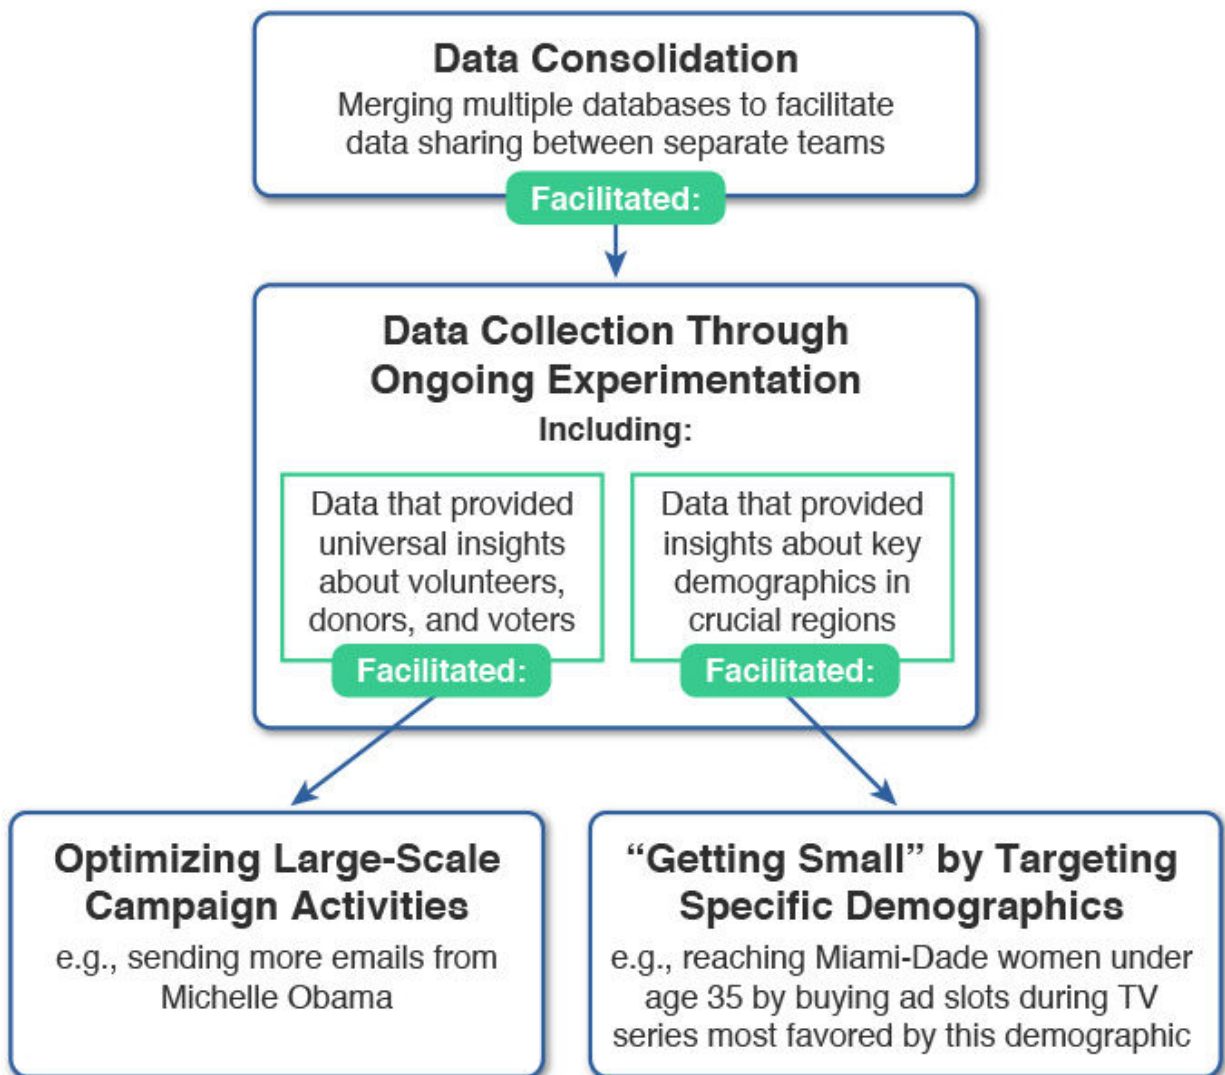 Data Consolidation
Merging multiple databases to facilitate
data sharing between separate teams
Facilitated:
Data Collection Through
Ongoing Experimentation
Including:
Data that provided
universal insights
about volunteers,
donors, and voters
Facilitated:
Data that provided
insights about key
demographics in
crucial regions
Facilitated:
Optimizing Large-Scale
Campaign Activities
e.g., sending more emails from
Michelle Obama
“Getting Small” by Targeting
Specific Demographics
e.g., reaching Miami-Dade women under
age 35 by buying ad slots during TV
series most favored by this demographic